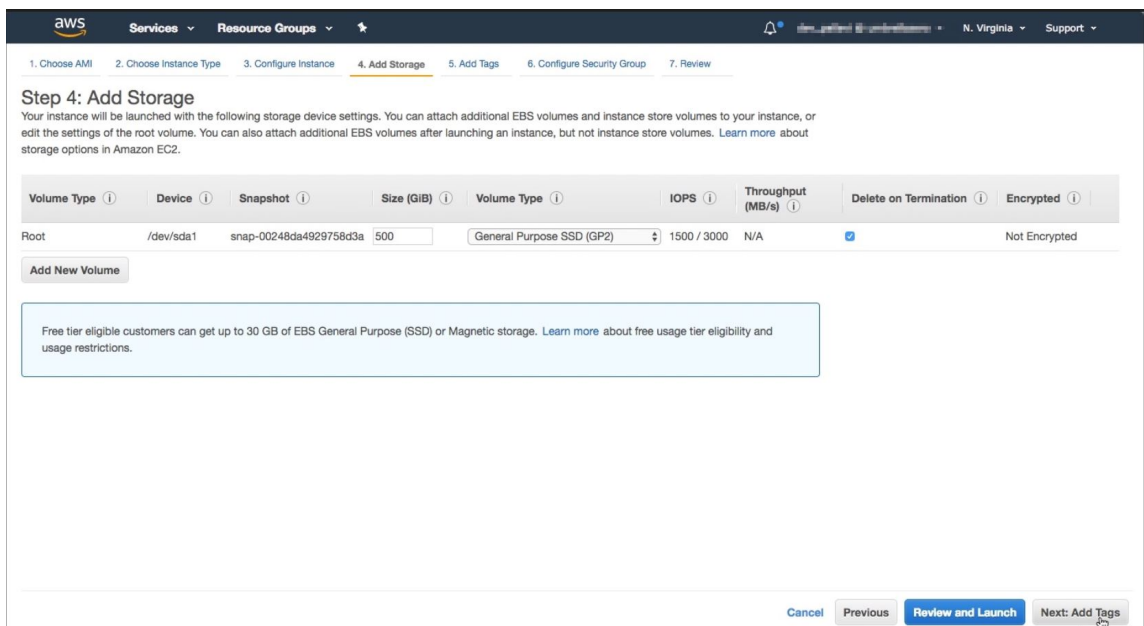 aws
Services Resource Groups N. Virginia Support
1. Choose AMI 2. Choose Instance Type 3. Configure Instance 4. Add Storage 5. Add Tags 6. Configure Security Group 7. Review
Step 4: Add Storage
Your instance will be launched with the following storage device settings. You can attach additional EBS volumes and instance store volumes to your instance, or
edit the settings of the root volume. You can also attach additional EBS volumes after launching an instance, but not instance store volumes. Learn more about
storage options in Amazon EC2.
Volume Type Device Snapshot Size (GiB) Volume Type IOPS Throughput (MB/s) Delete on Termination Encrypted
Root /dev/sda1 snap-00248da4929758d3a 500 General Purpose SSD (GP2) 1500 / 3000 N/A Not Encrypted
Add New Volume
Free tier eligible customers can get up to 30 GB of EBS General Purpose (SSD) or Magnetic storage. Learn more about free usage tier eligibility and
usage restrictions.
Cancel Previous Review and Launch Next: Add Tags